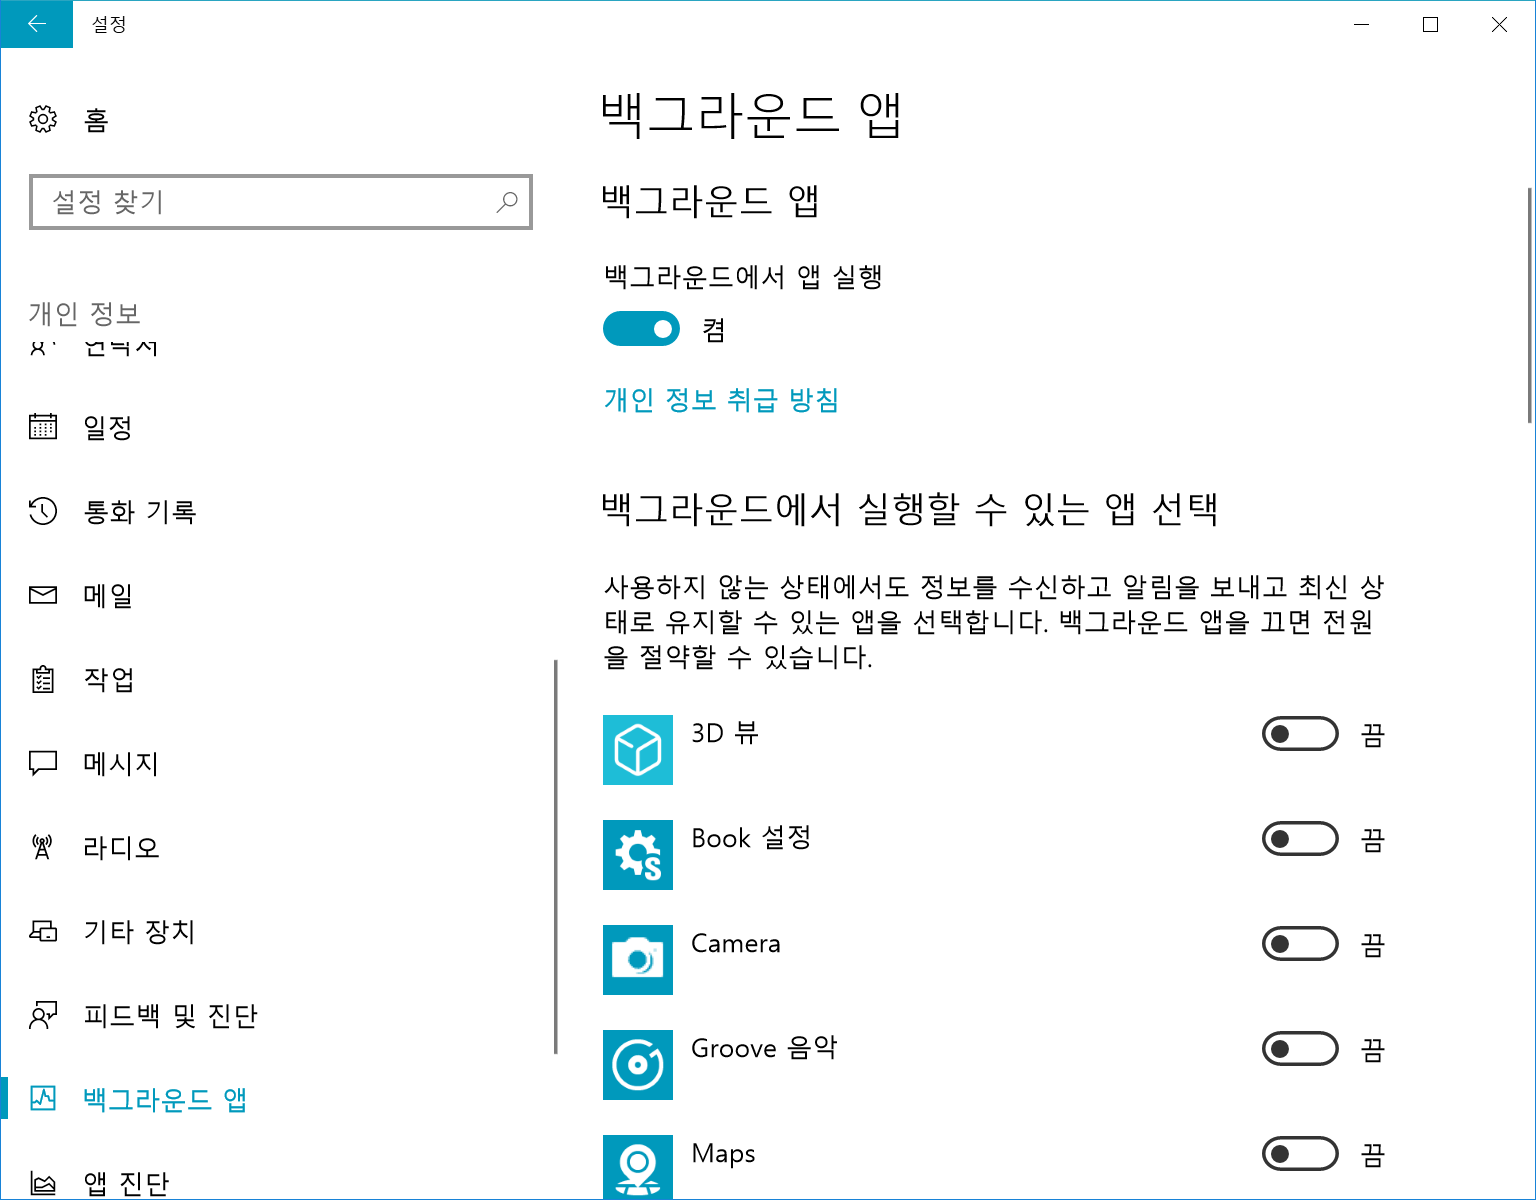 설정
홈
설정 찾기
개인 정보
연락처
일정
통화 기록
메일
작업
메시지
라디오
기타 장치
피드백 및 진단
백그라운드 앱
앱 진단
백그라운드 앱
백그라운드 앱
백그라운드에서 앱 실행
켬
개인 정보 취급 방침
백그라운드에서 실행할 수 있는 앱 선택
사용하지 않는 상태에서도 정보를 수신하고 알림을 보내고 최신 상
태로 유지할 수 있는 앱을 선택합니다. 백그라운드 앱을 끄면 전원
을 절약할 수 있습니다.
3D 뷰 끔
Book 설정 끔
Camera 끔
Groove 음악 끔
Maps 끔